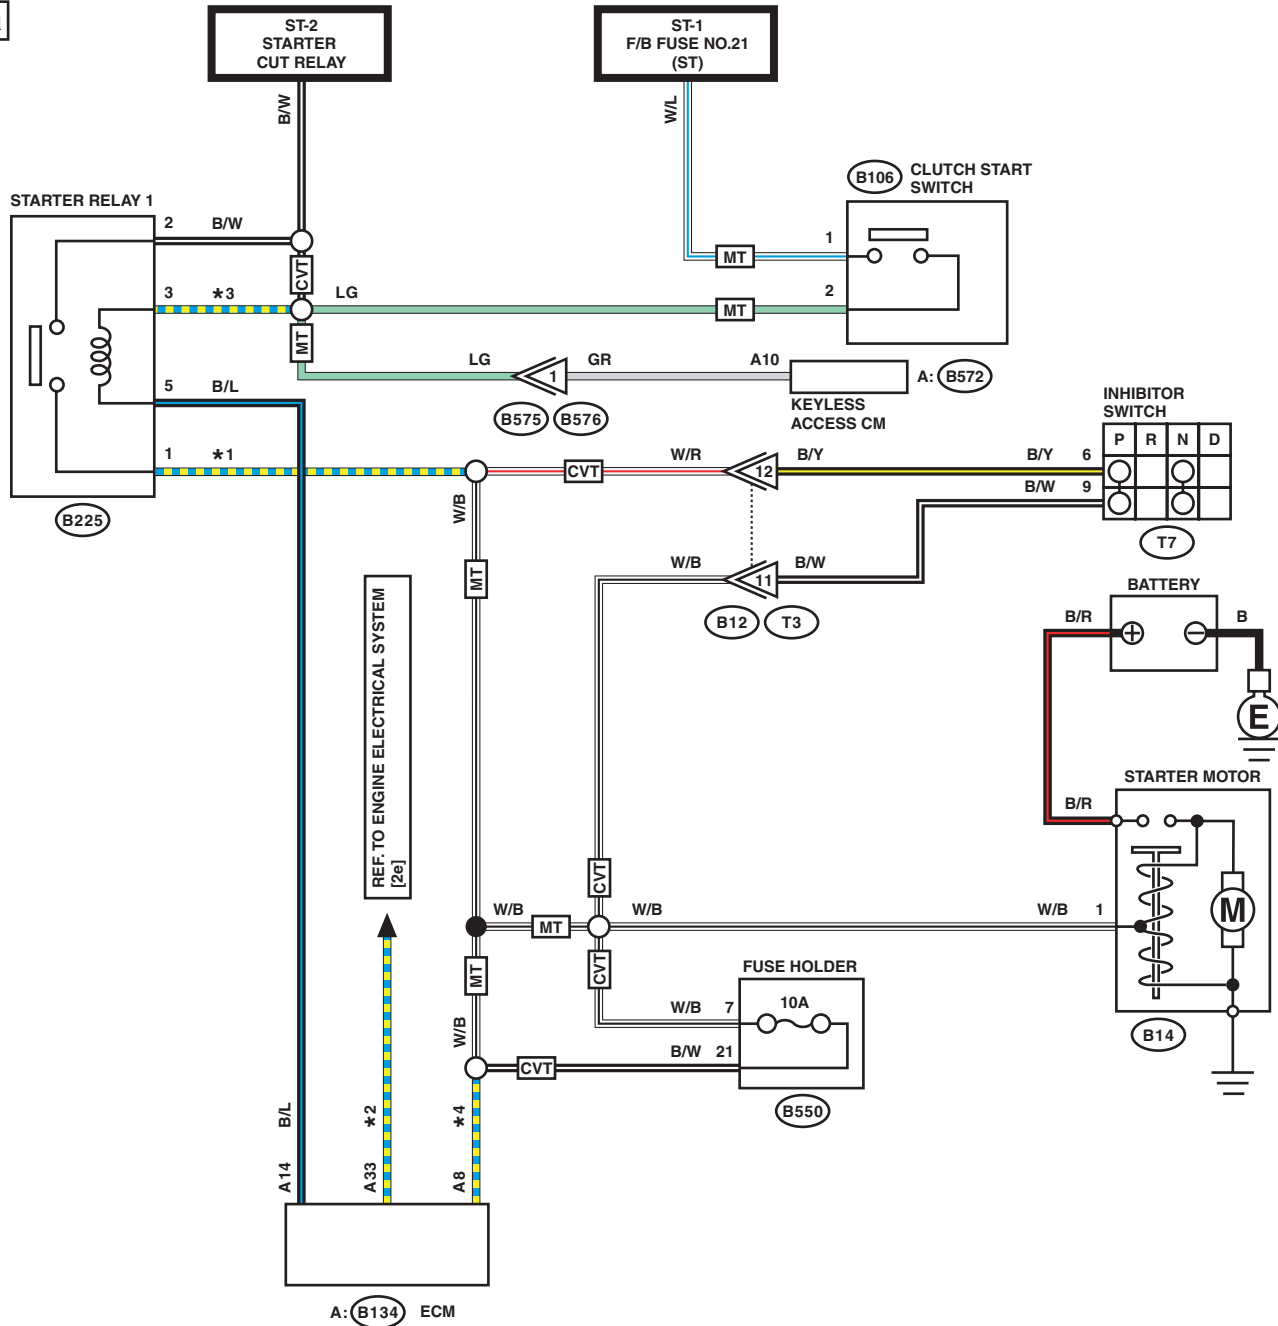 ST-2
STARTER
CUT RELAY
ST-1
F/B FUSE NO.21
(ST)
B/W
W/L
B106
CLUTCH START
SWITCH
STARTER RELAY 1
2 B/W
1
MT
CVT
3 *3
LG
MT
2
MT
LG
1
GR
A10
A: B572
5 B/L
B575 B576
KEYLESS
ACCESS CM
INHIBITOR
SWITCH
P R N D
1 *1
W/R
CVT
12
B/Y
B/Y 6
B/W 9
W/B
B225
T7
MT
W/B
11
B/W
B12 T3
BATTERY
B/R
+
−
B
E
REF. TO ENGINE ELECTRICAL SYSTEM
[2e]
STARTER MOTOR
B/R
CVT
W/B
MT
W/B
W/B 1
M
MT
CVT
FUSE HOLDER
W/B 7
10A
W/B
B/W 21
CVT
B14
B550
B/L
*2
*4
A14
A33
A8
A: B134 ECM